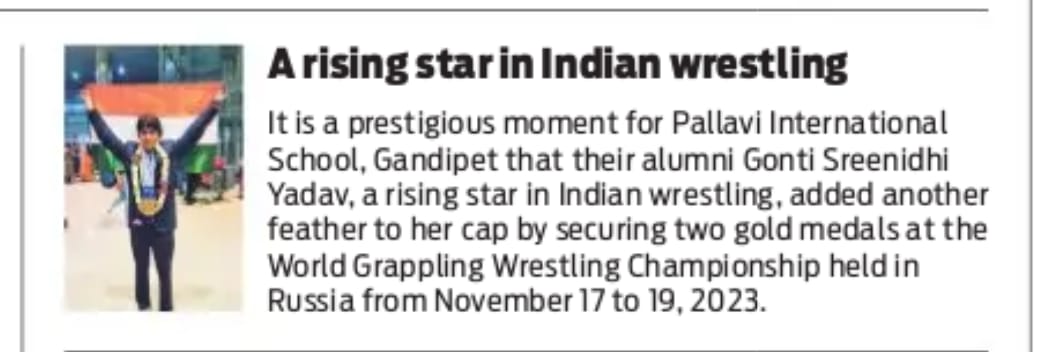 A rising star in Indian wrestling
It is a prestigious moment for Pallavi International
School, Gandipet that their alumni Gonti Sreenidhi
Yadav, a rising star in Indian wrestling, added another
feather to her cap by securing two gold medals at the
World Grappling Wrestling Championship held in
Russia from November 17 to 19, 2023.